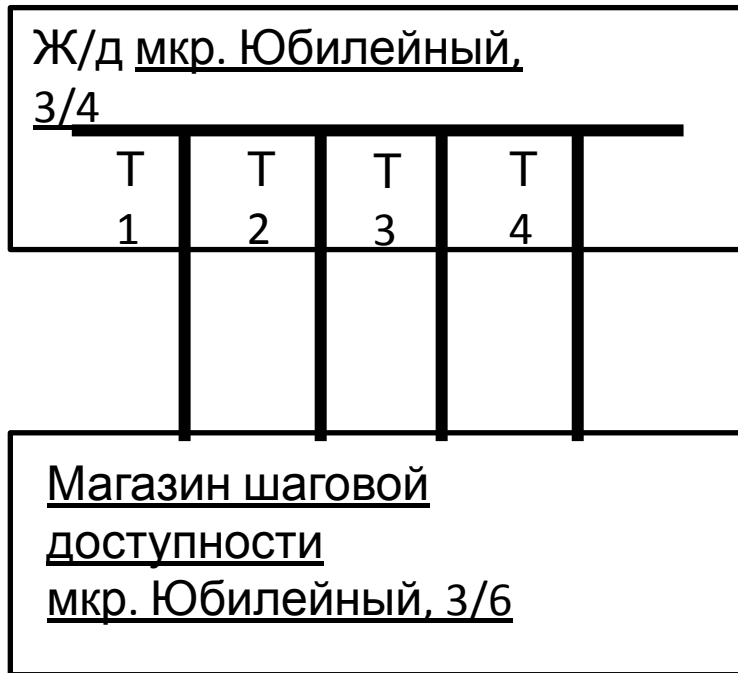 Ж/д мкр. Юбилейный,
3/4
Т Т Т Т
1 2 3 4
Магазин шаговой
доступности
мкр. Юбилейный, 3/6